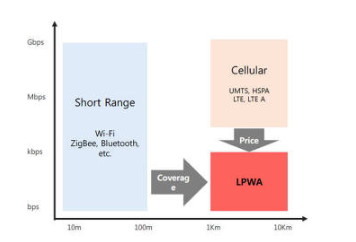 Gbps
Mbps
kbps
bps
Short Range
Wi-Fi
ZigBee, Bluetooth,
etc.
Cellular
UMTS, HSPA
LTE, LTE A
Price
Coverag
e
LPWA
10m
100m
1Km
10Km